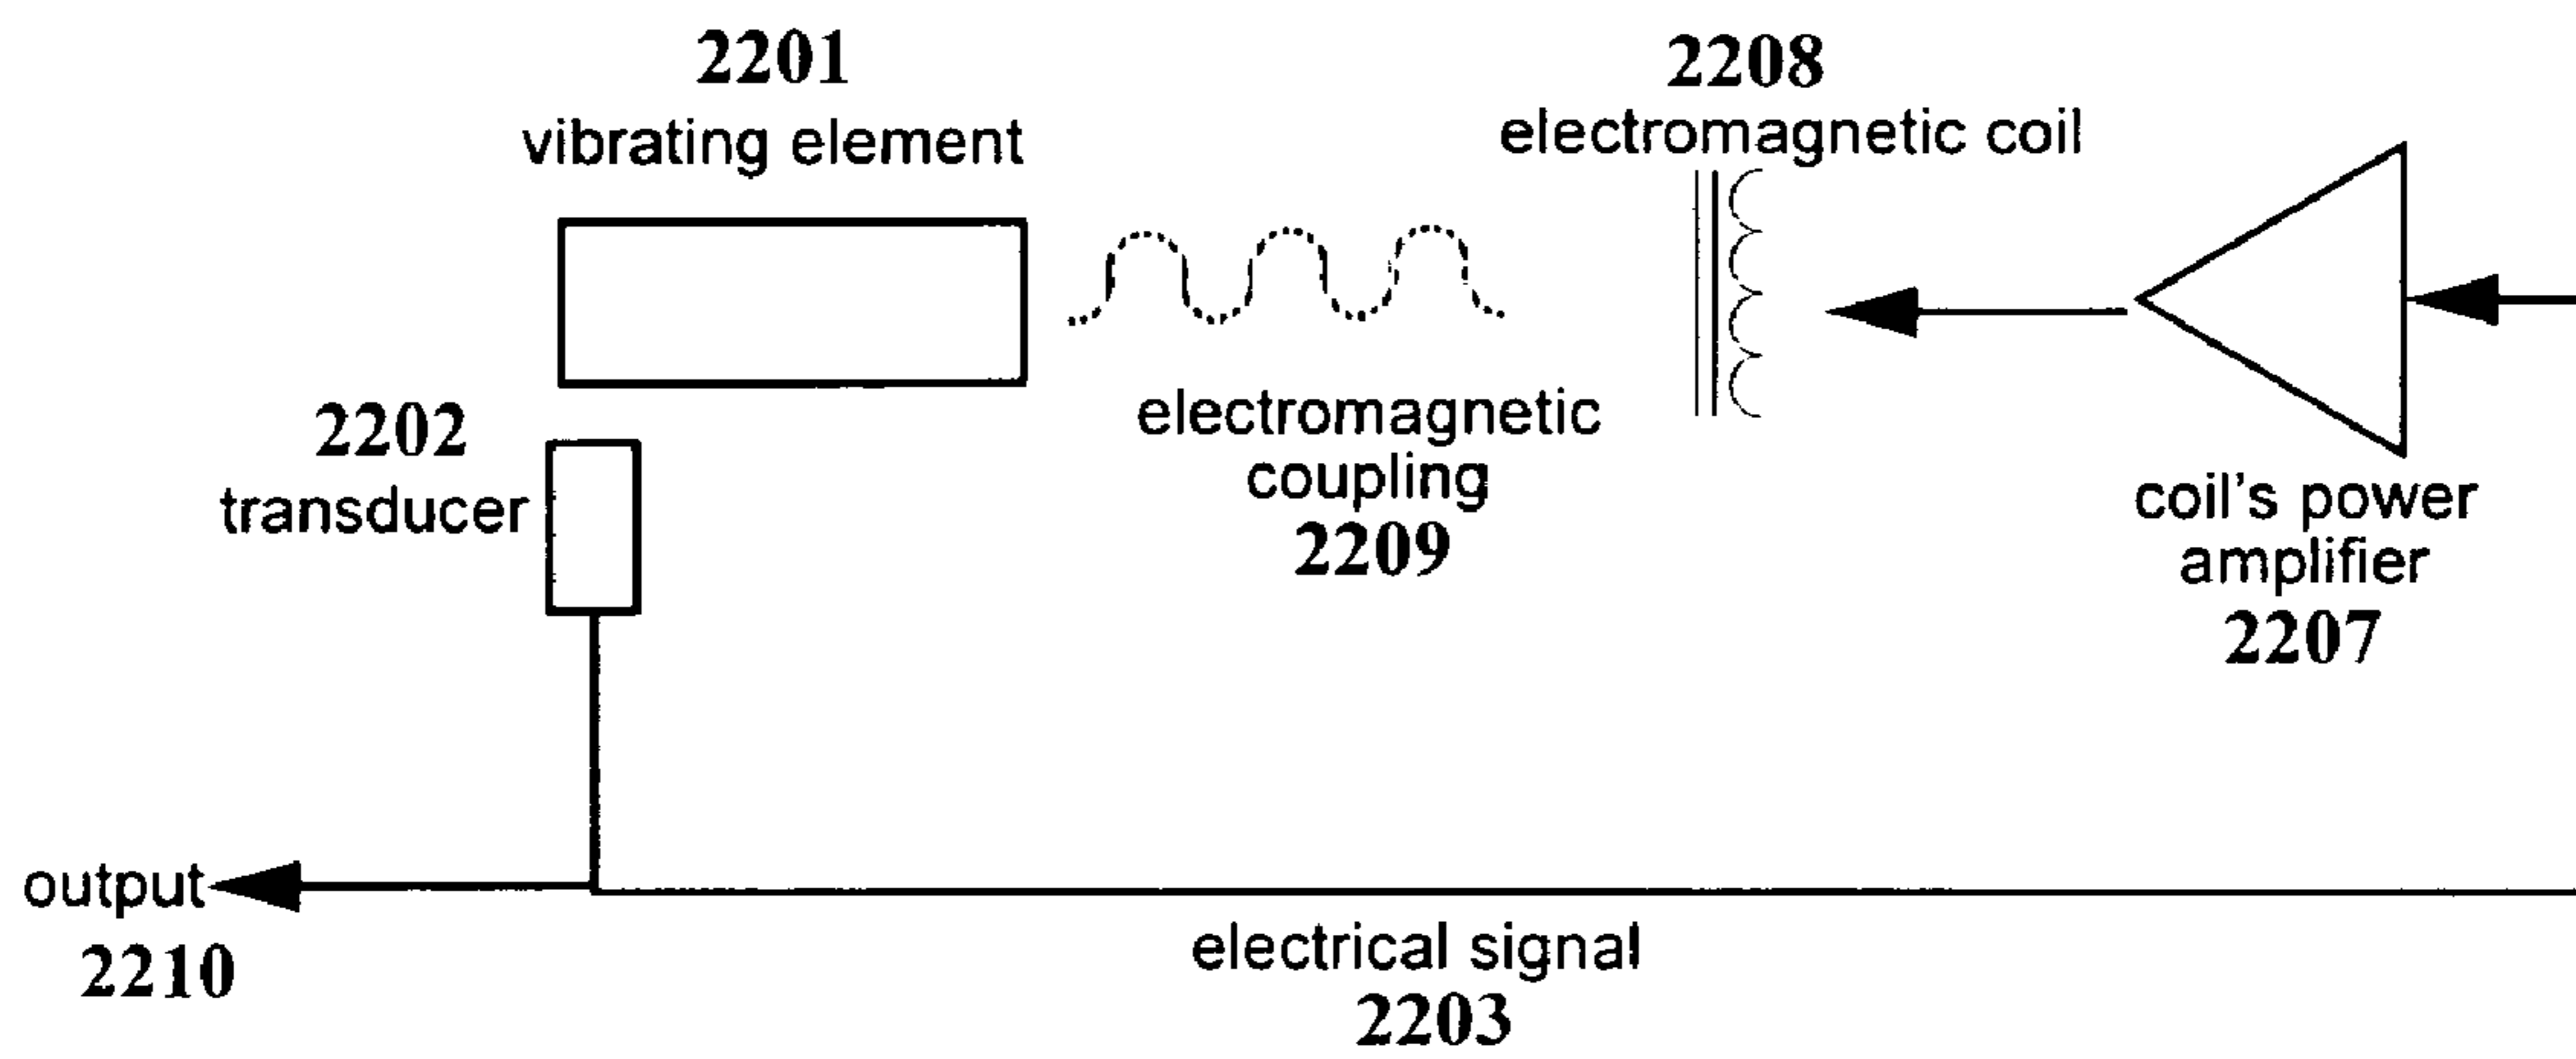 2201
vibrating element
2208
electromagnetic coil
2202
transducer
electromagnetic
coupling
2209
coil's power
amplifier
2207
output
2210
electrical signal
2203